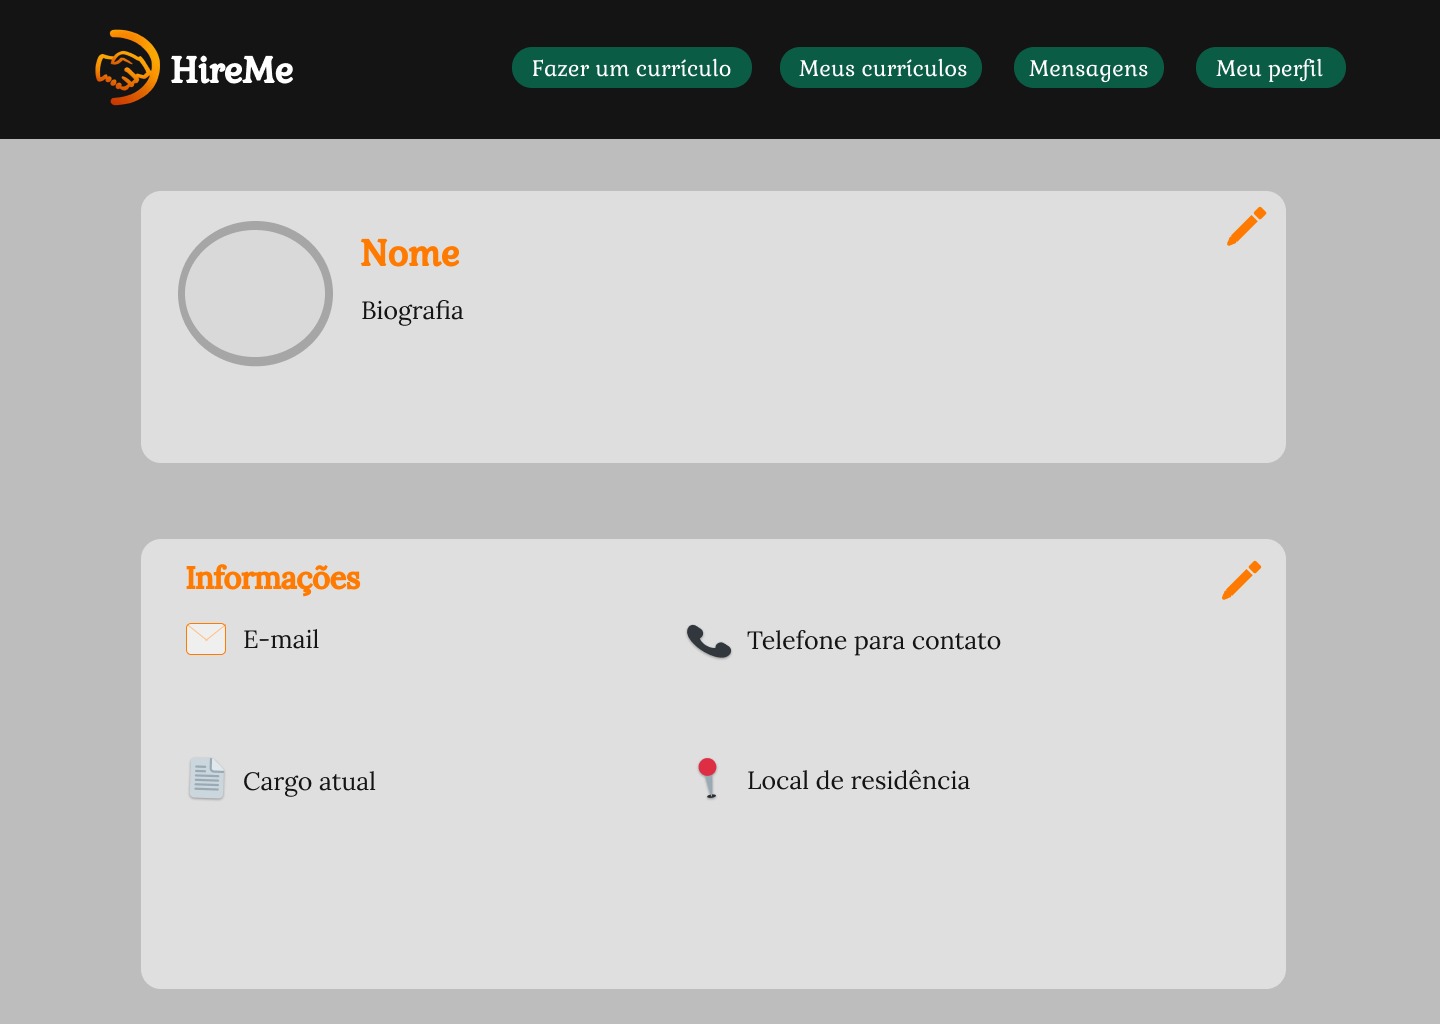 HireMe
Fazer um currículo
Meus currículos
Mensagens
Meu perfil
Nome
Biografia
Informações
E-mail
Telefone para contato
Cargo atual
Local de residência